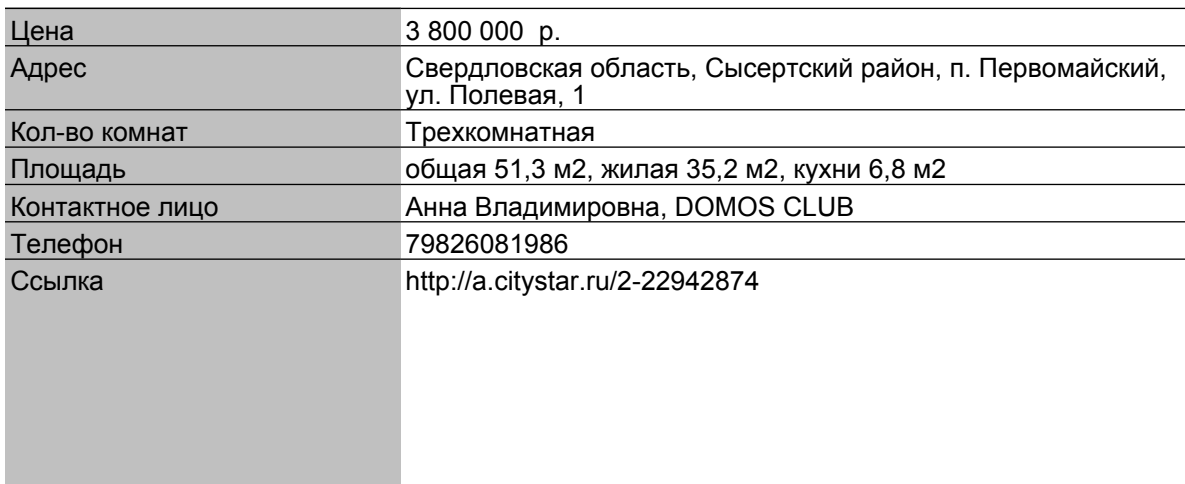 Цена 3 800 000 р.
Адрес Свердловская область, Сысертский район, п. Первомайский,
ул. Полевая, 1
Кол-во комнат Трехкомнатная
Площадь общая 51,3 м2, жилая 35,2 м2, кухни 6,8 м2
Контактное лицо Анна Владимировна, DOMOS CLUB
Телефон 79826081986
Ссылка http://a.citystar.ru/2-22942874